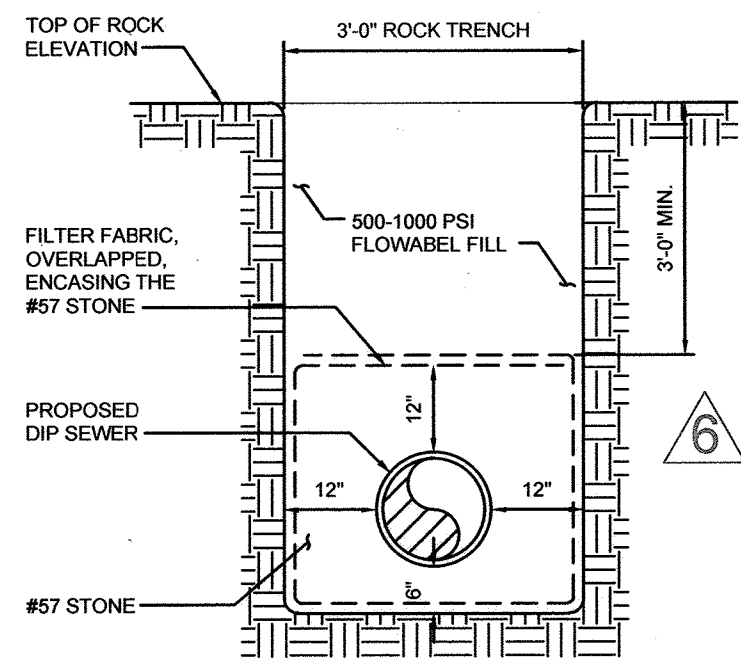 TOP OF ROCK
ELEVATION
3'-0" ROCK TRENCH
500-1000 PSI
FLOWABEL FILL
3'-0" MIN.
FILTER FABRIC,
OVERLAPPED,
ENCASING THE
#57 STONE
12"
6
PROPOSED
DIP SEWER
12"
12"
6"
#57 STONE